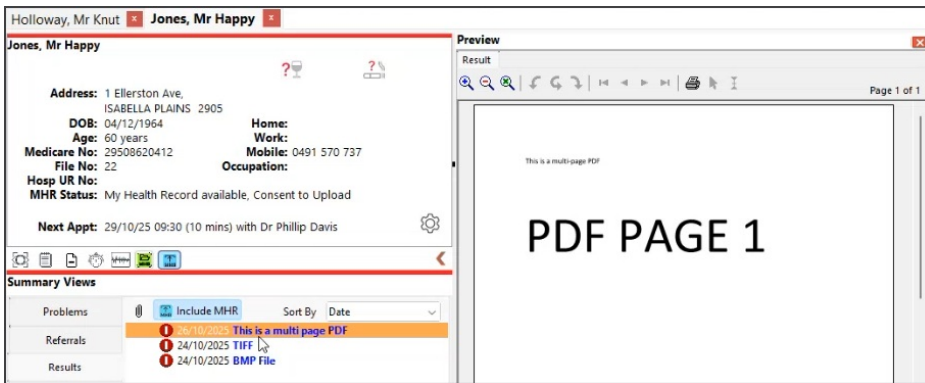 Holloway, Mr Knut x Jones, Mr Happy x
Jones, Mr Happy
? ?
Address: 1 Ellerston Ave,
ISABELLA PLAINS 2905
DOB: 04/12/1964 Home:
Age: 60 years Work:
Medicare No: 29508620412 Mobile: 0491 570 737
File No: 22 Occupation:
Hosp UR No:
MHR Status: My Health Record available, Consent to Upload
Next Appt: 29/10/25 09:30 (10 mins) with Dr Phillip Davis
Summary Views
Problems
Referrals
Results
Include MHR Sort By Date
26/10/2025 This is a multi page PDF
24/10/2025 TIFF
24/10/2025 BMP File
Preview
Result
Page 1 of 1
This is a multi-page PDF
PDF PAGE 1